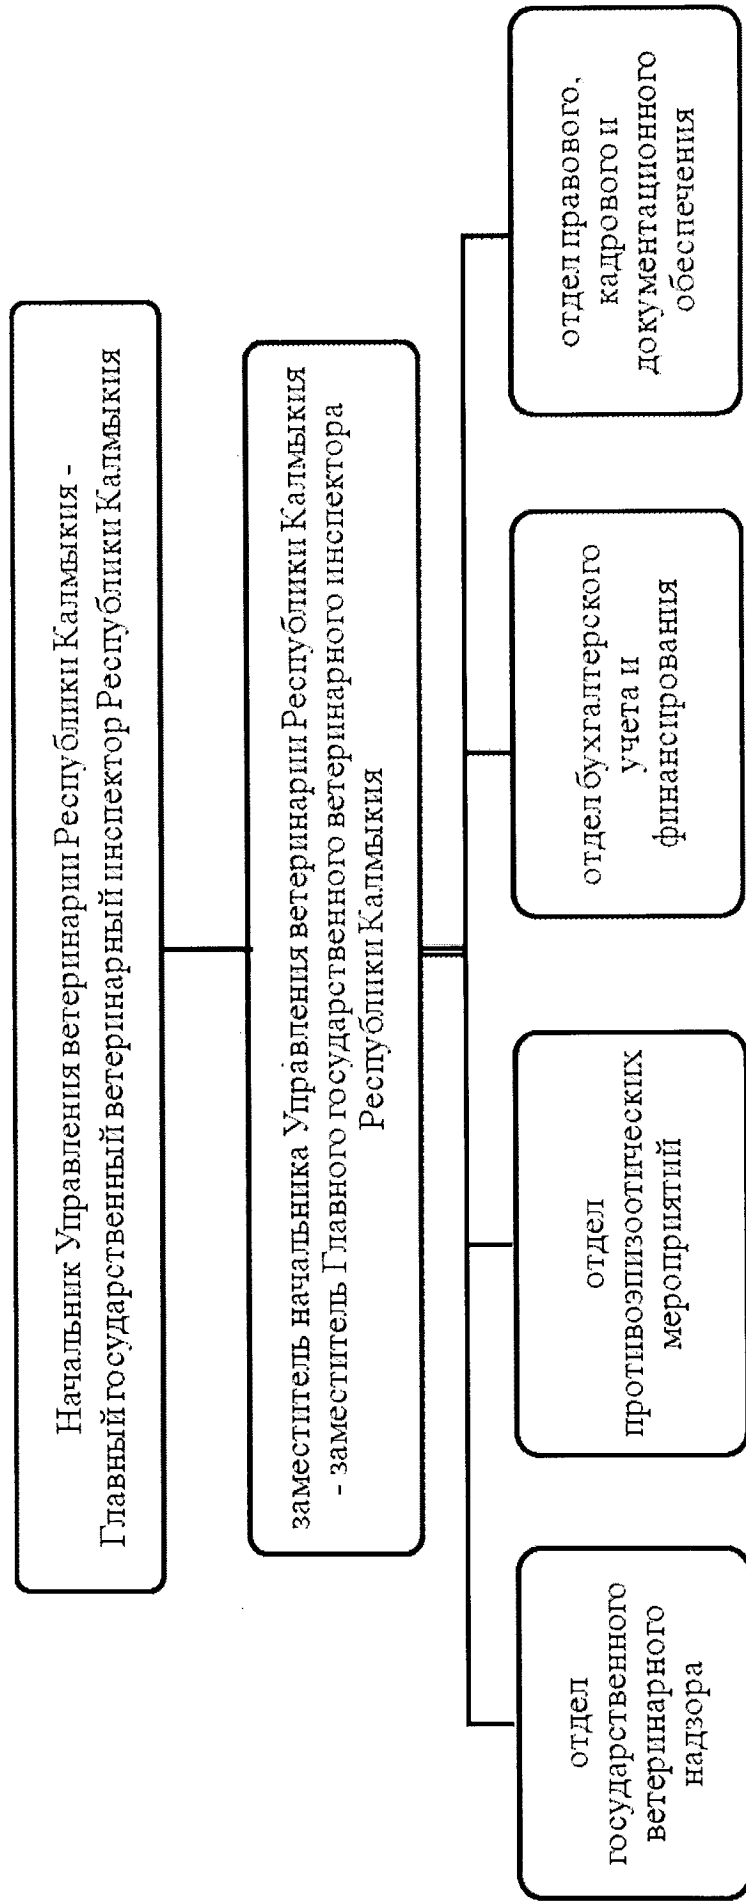 Начальник Управления ветеринарии Республики Калмыкия -
Главный государственный ветеринарный инспектор Республики Калмыкия
заместитель начальника Управления ветеринарии Республики Калмыкия
- заместитель Главного государственного ветеринарного инспектора
Республики Калмыкия
отдел
государственного
ветеринарного
надзора
отдел
противоэпизоотических
мероприятий
отдел бухгалтерского
учета и
финансирования
отдел правового,
кадрового и
документационного
обеспечения